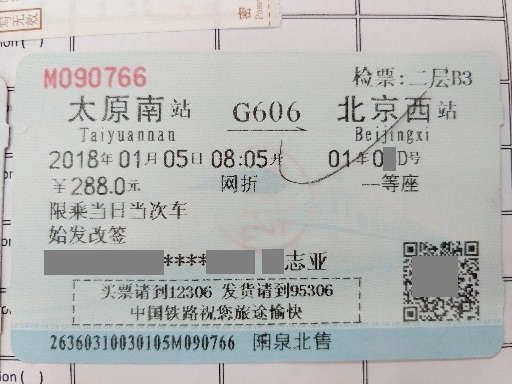 M090766
检票:二层B3
太原南站 G606 北京西站
Taiyuannan Beijingxi
2018年01月05日08:05开 01车0 D号
￥288.0元 网折 一等座
限乘当日当次车
始发改签
**** 志亚
买票请到12306 发货请到95306
中国铁路祝您旅途愉快
26360310030105M090766 阳泉北售